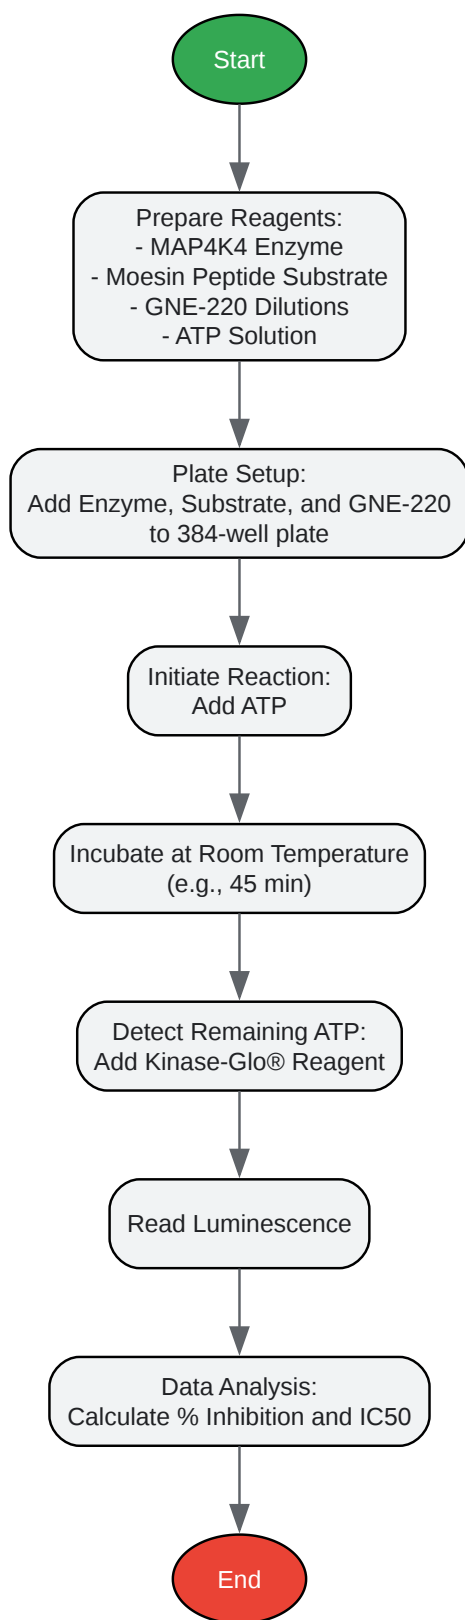 Start
Prepare Reagents:
- MAP4K4 Enzyme
- Moesin Peptide Substrate
- GNE-220 Dilutions
- ATP Solution
Plate Setup:
Add Enzyme, Substrate, and GNE-220
to 384-well plate
Initiate Reaction:
Add ATP
Incubate at Room Temperature
(e.g., 45 min)
Detect Remaining ATP:
Add Kinase-Glo® Reagent
Read Luminescence
Data Analysis:
Calculate % Inhibition and IC50
End